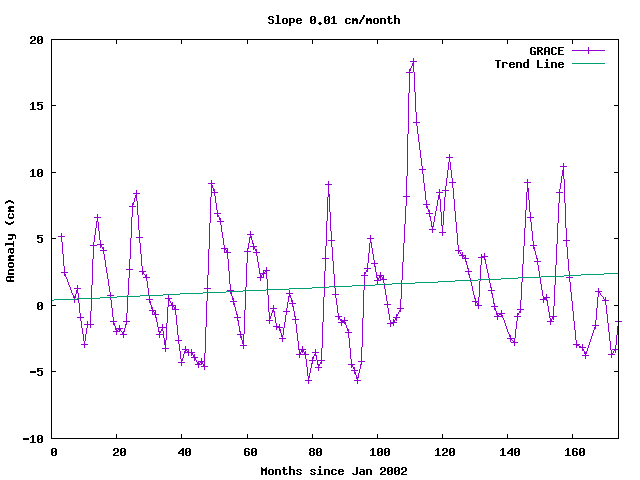 Slope 0.01 cm/month
GRACE
Trend Line
Anomaly (cm)
20
15
10
5
0
-5
-10
0 20 40 60 80 100 120 140 160
Months since Jan 2002